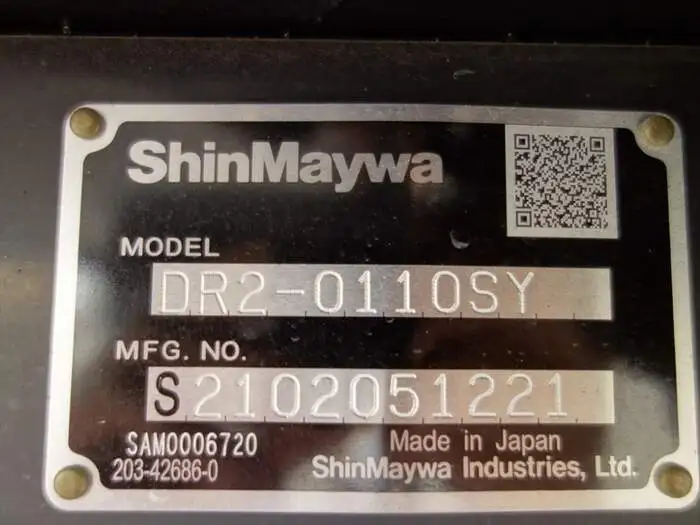 ShinMaywa
MODEL
DR2-0110SY
MFG. NO.
S2102051221
SAM0006720
Made in Japan
203-42686-0
ShinMaywa Industries, Ltd.